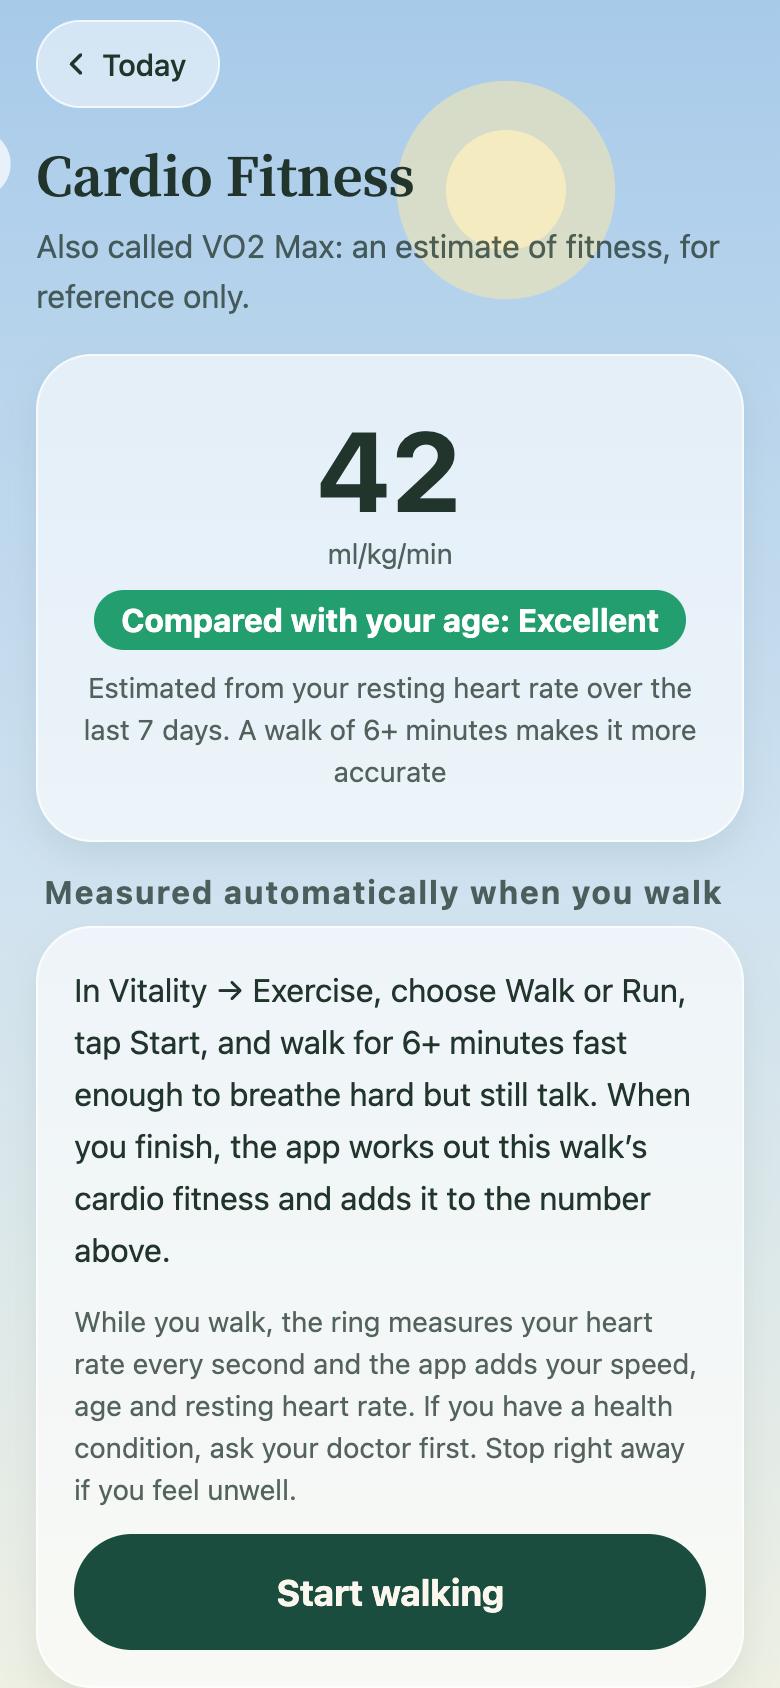 Today
Cardio Fitness
Also called VO2 Max: an estimate of fitness, for
reference only.
42
ml/kg/min
Compared with your age: Excellent
Estimated from your resting heart rate over the
last 7 days. A walk of 6+ minutes makes it more
accurate
Measured automatically when you walk
In Vitality → Exercise, choose Walk or Run,
tap Start, and walk for 6+ minutes fast
enough to breathe hard but still talk. When
you finish, the app works out this walk’s
cardio fitness and adds it to the number
above.
While you walk, the ring measures your heart
rate every second and the app adds your speed,
age and resting heart rate. If you have a health
condition, ask your doctor first. Stop right away
if you feel unwell.
Start walking